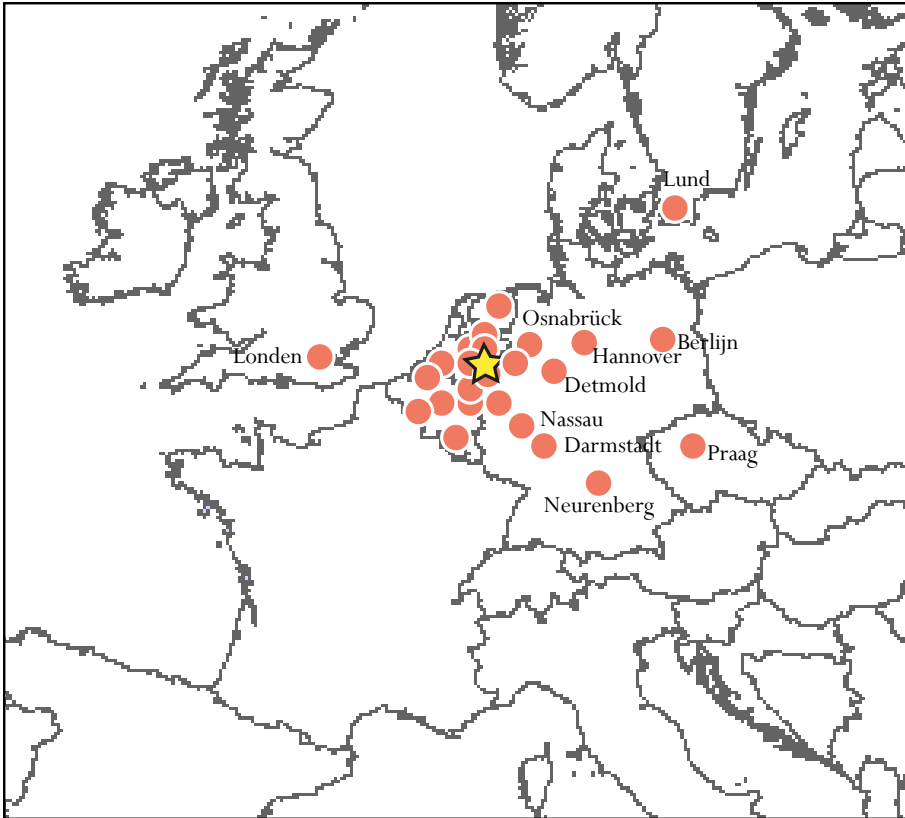 Lund
Osnabrück
Berlijn
Londen
Hannover
Detmold
Nassau
Darmstadt
Praag
Neurenberg